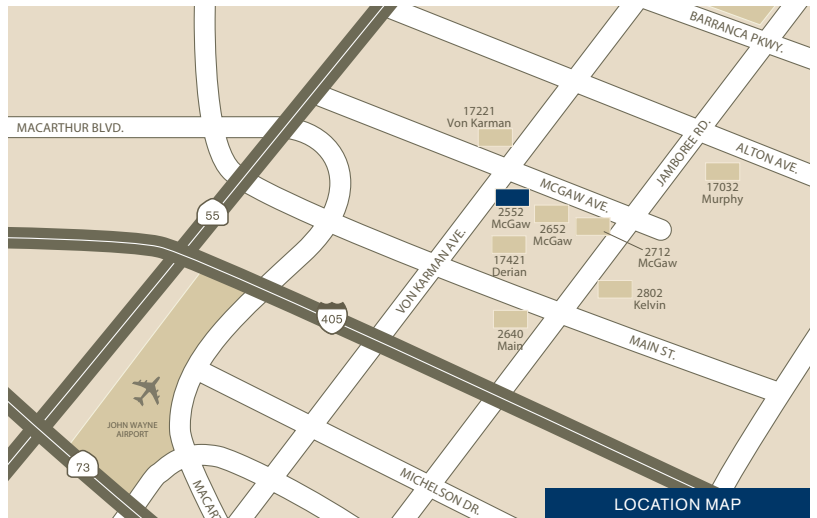 BARRANCA PKWY.
17221
Von Karman
MACARTHUR BLVD.
ALTON AVE.
JAMBOREE RD.
MCGAW AVE.
17032
Murphy
55
2552
McGaw
2652
McGaw
2712
McGaw
VON KARMAN AVE.
17421
Derian
2802
Kelvin
405
2640
Main
MAIN ST.
JOHN WAYNE
AIRPORT
73
MICHELSON DR.
MACART
LOCATION MAP